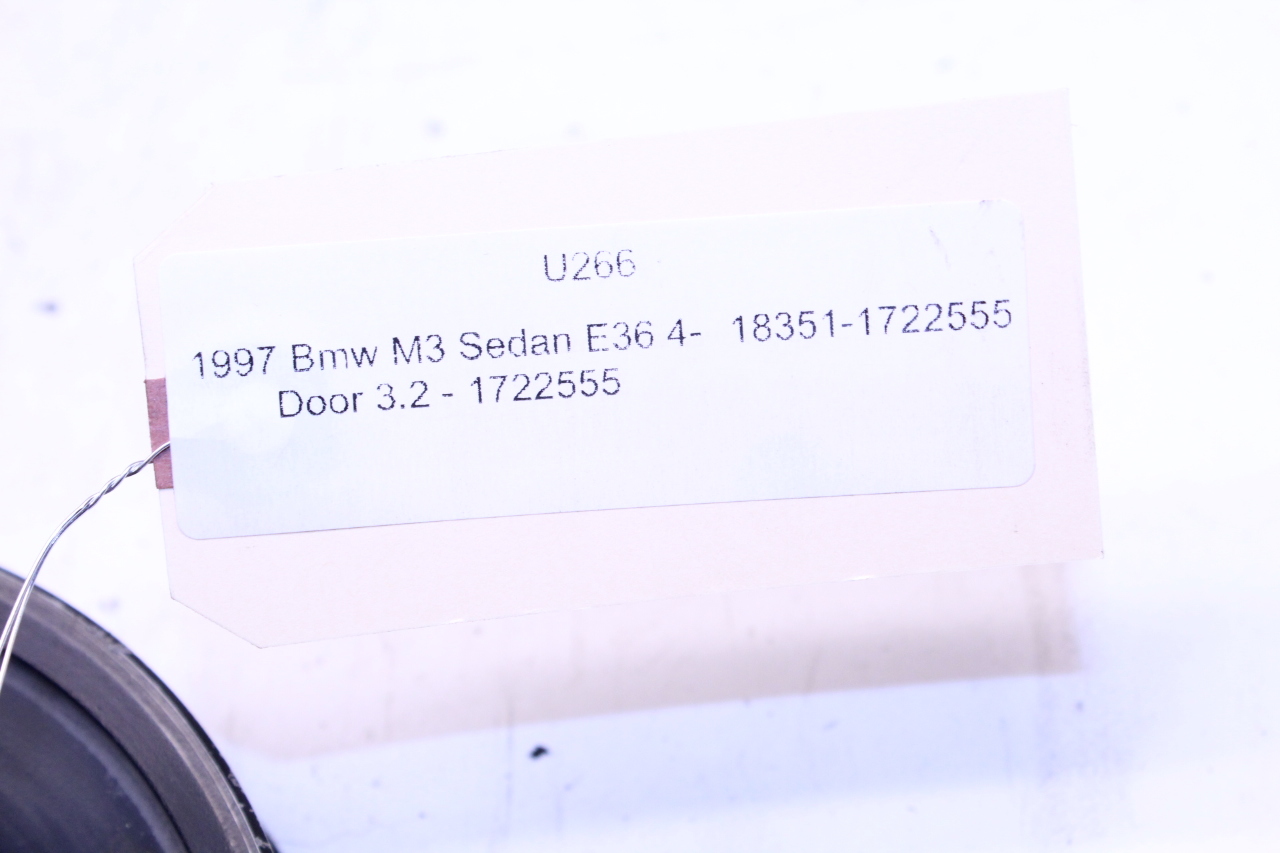 U266
1997 Bmw M3 Sedan E36 4- 18351-1722555
Door 3.2 - 1722555